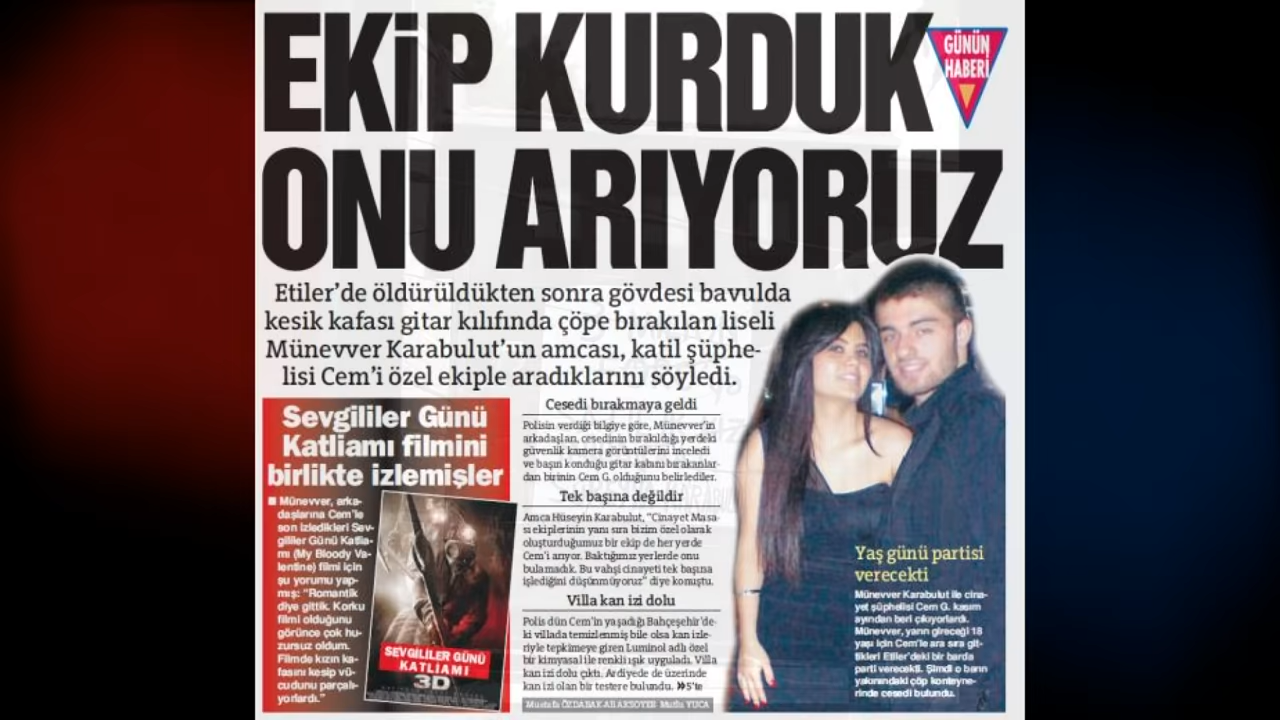 EKİP KURDUK
GÜNÜN
HABERİ
ONU ARIYORUZ
Etiler'de öldürüldükten sonra gövdesi bavulda
kesik kafası gitar kılıfında çöpe bırakılan liseli
Münevver Karabulut'un amcası, katil şüphe-
lisi Cem'i özel ekiple aradıklarını söyledi.
Sevgililer Günü
Katliamı filmini
birlikte izlemişler
■ Münevver, arka-
daşlarına Cem'le
son izledikleri Sev-
gililer Günü Katlia-
mı (My Bloody Va-
lentine) filmi için
şu yorumu yap-
mış: "Romantik
diye gittik. Korku
filmi olduğunu
görünce çok hu-
zursuz oldum.
Filmde kızın ka-
fasını kesip vü-
cudunu parçalı-
yorlardı."
SEVGİLİLER GÜNÜ
KATLİAMI
3D
Cesedi bırakmaya geldi
Polisin verdiği bilgiye göre, Münevver'in
arkadaşları, cesedinin bırakıldığı yerdeki
güvenlik kamera görüntülerini inceledi
ve başın konduğu gitar kabını bırakanlar-
dan birinin Cem G. olduğunu belirlediler.
Tek başına değildir
Amca Hüseyin Karabulut, "Cinayet Masa-
sı ekiplerinin yanı sıra bizim özel olarak
oluşturduğumuz bir ekip de her yerde
Cem'i arıyor. Baktığımız yerlerde onu
bulamadık. Bu vahşi cinayeti tek başına
işlediğini düşünmüyoruz" diye konuştu.
Villa kan izi dolu
Polis dün Cem'in yaşadığı Bahçeşehir'de-
ki villada temizlenmiş bile olsa kan izle-
riyle tepkimeye giren Luminol adlı özel
bir kimyasal ile renkli ışık uyguladı. Villa
kan izi dolu çıktı. Ardiyede de üzerinde
kan izi olan bir testere bulundu. »5'te
Mustafa ÖZDABAK Mutlu YUCA
Yaş günü partisi
verecekti
Münevver Karabulut ile cina-
yet şüphelisi Cem G. kasım
ayından beri çıkıyorlardı.
Münevver, yarın gireceği 18
yaşı için Cem'le ara sıra git-
tikleri Etiler'deki bir barda
parti verecekti. Şimdi o barın
yakınındaki çöp konteyne-
rinde cesedi bulundu.